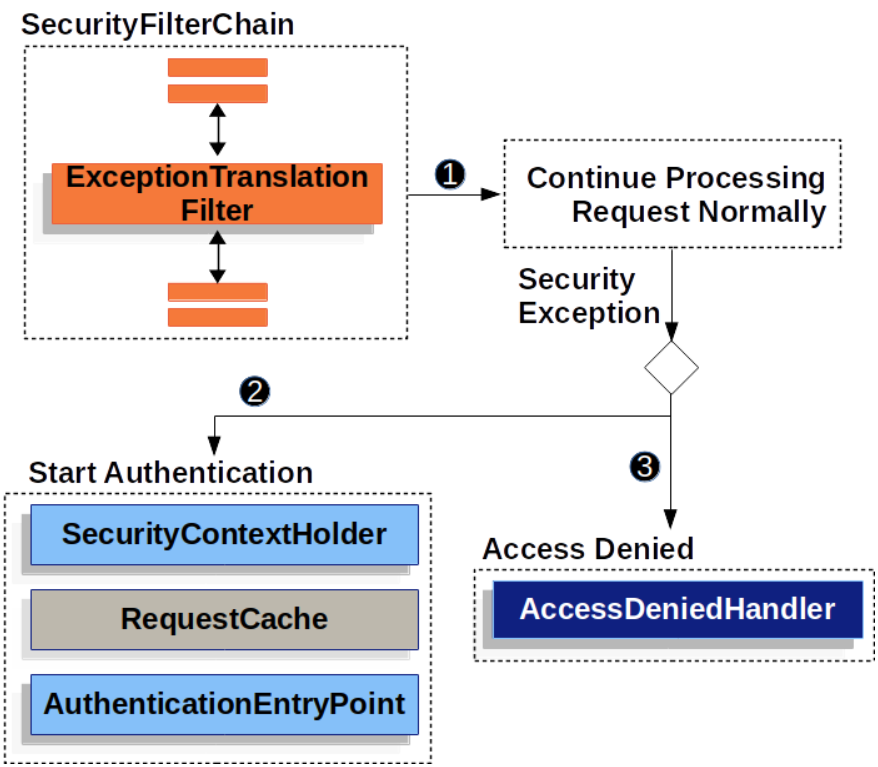 SecurityFilterChain
ExceptionTranslation
Filter
❶
Continue Processing
Request Normally
Security
Exception
❷
❸
Start Authentication
SecurityContextHolder
RequestCache
AuthenticationEntryPoint
Access Denied
AccessDeniedHandler